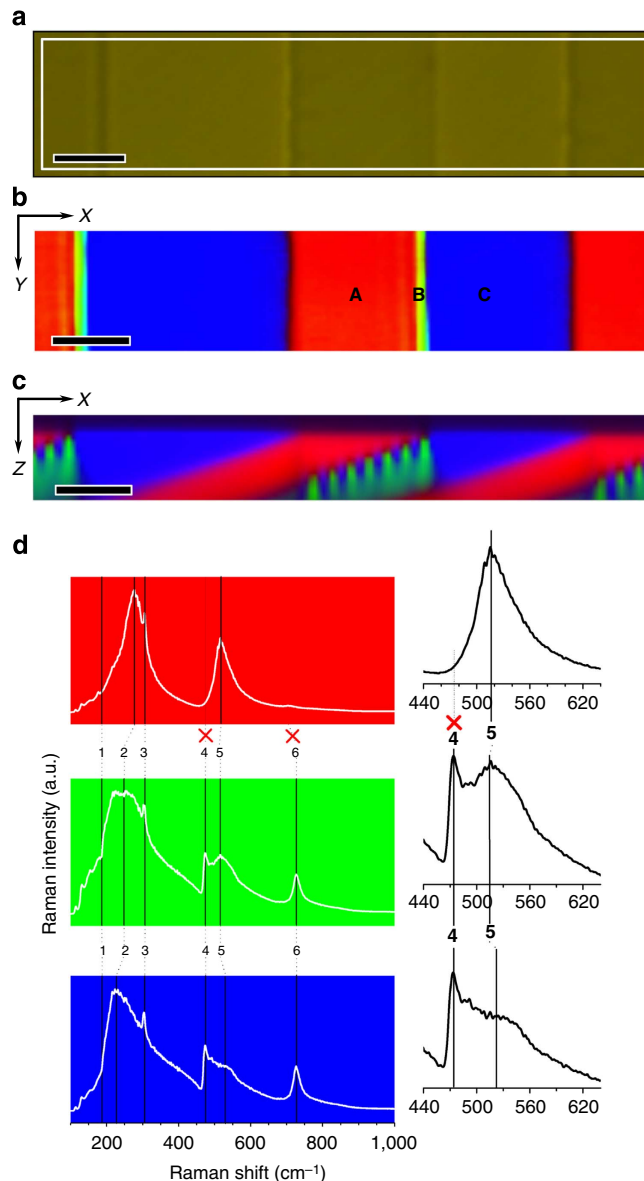 a
b
X
Y
A B C
c
X
Z
d
Raman intensity (a.u.)
1 2 3 4 5 6
1 2 3 4 5 6
200 400 600 800 1,000
Raman shift (cm–1)
440 500 560 620
4 5
440 500 560 620
4 5
440 500 560 620